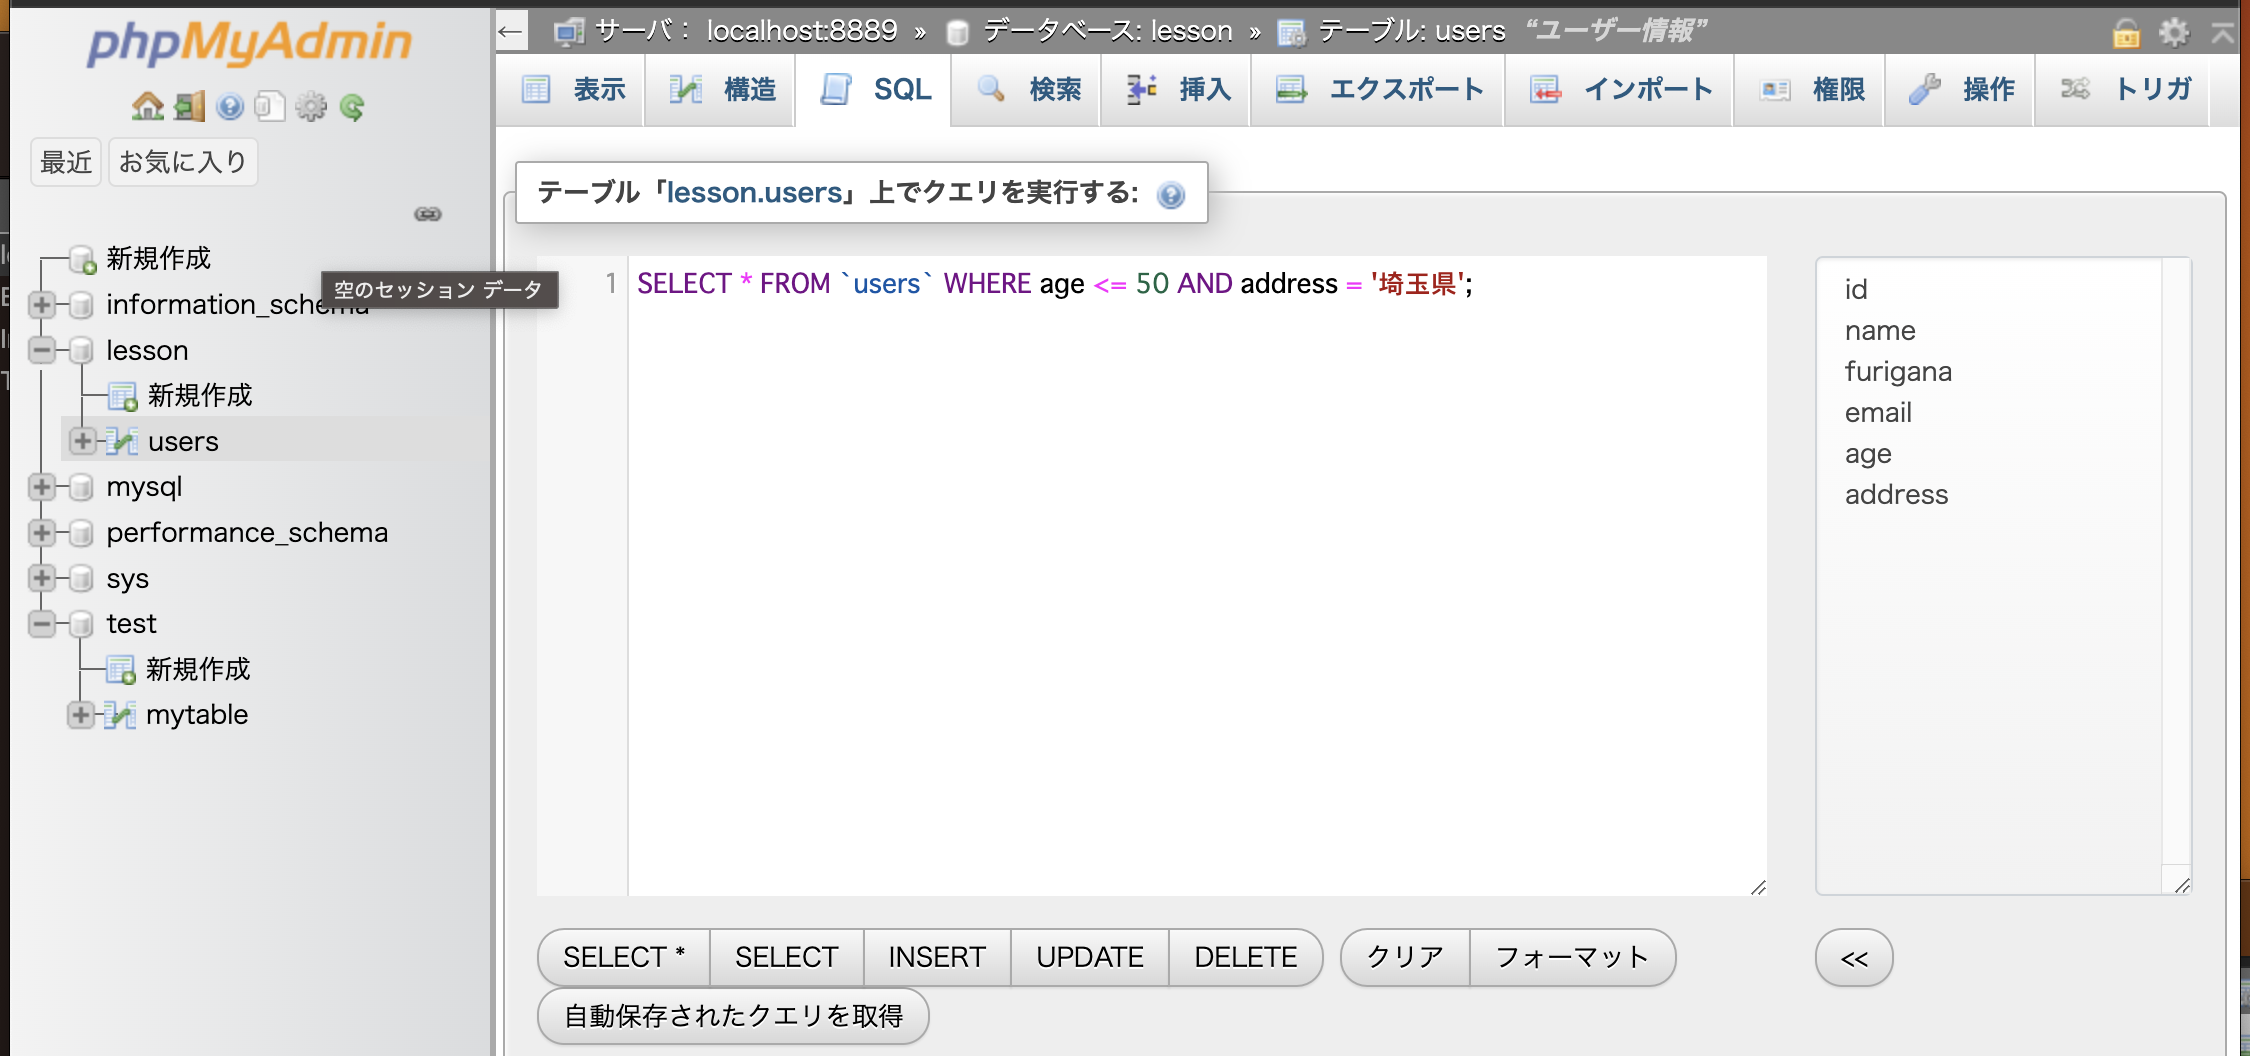 phpMyAdmin
最近 お気に入り
新規作成
information_schema
空のセッション データ
lesson
新規作成
users
mysql
performance_schema
sys
test
新規作成
mytable
サーバ： localhost:8889 » データベース: lesson » テーブル: users “ユーザー情報”
表示 構造 SQL 検索 挿入 エクスポート インポート 権限 操作 トリガ
テーブル「lesson.users」上でクエリを実行する:
1 SELECT * FROM `users` WHERE age <= 50 AND address = '埼玉県';
id
name
furigana
email
age
address
SELECT * SELECT INSERT UPDATE DELETE クリア フォーマット <<
自動保存されたクエリを取得